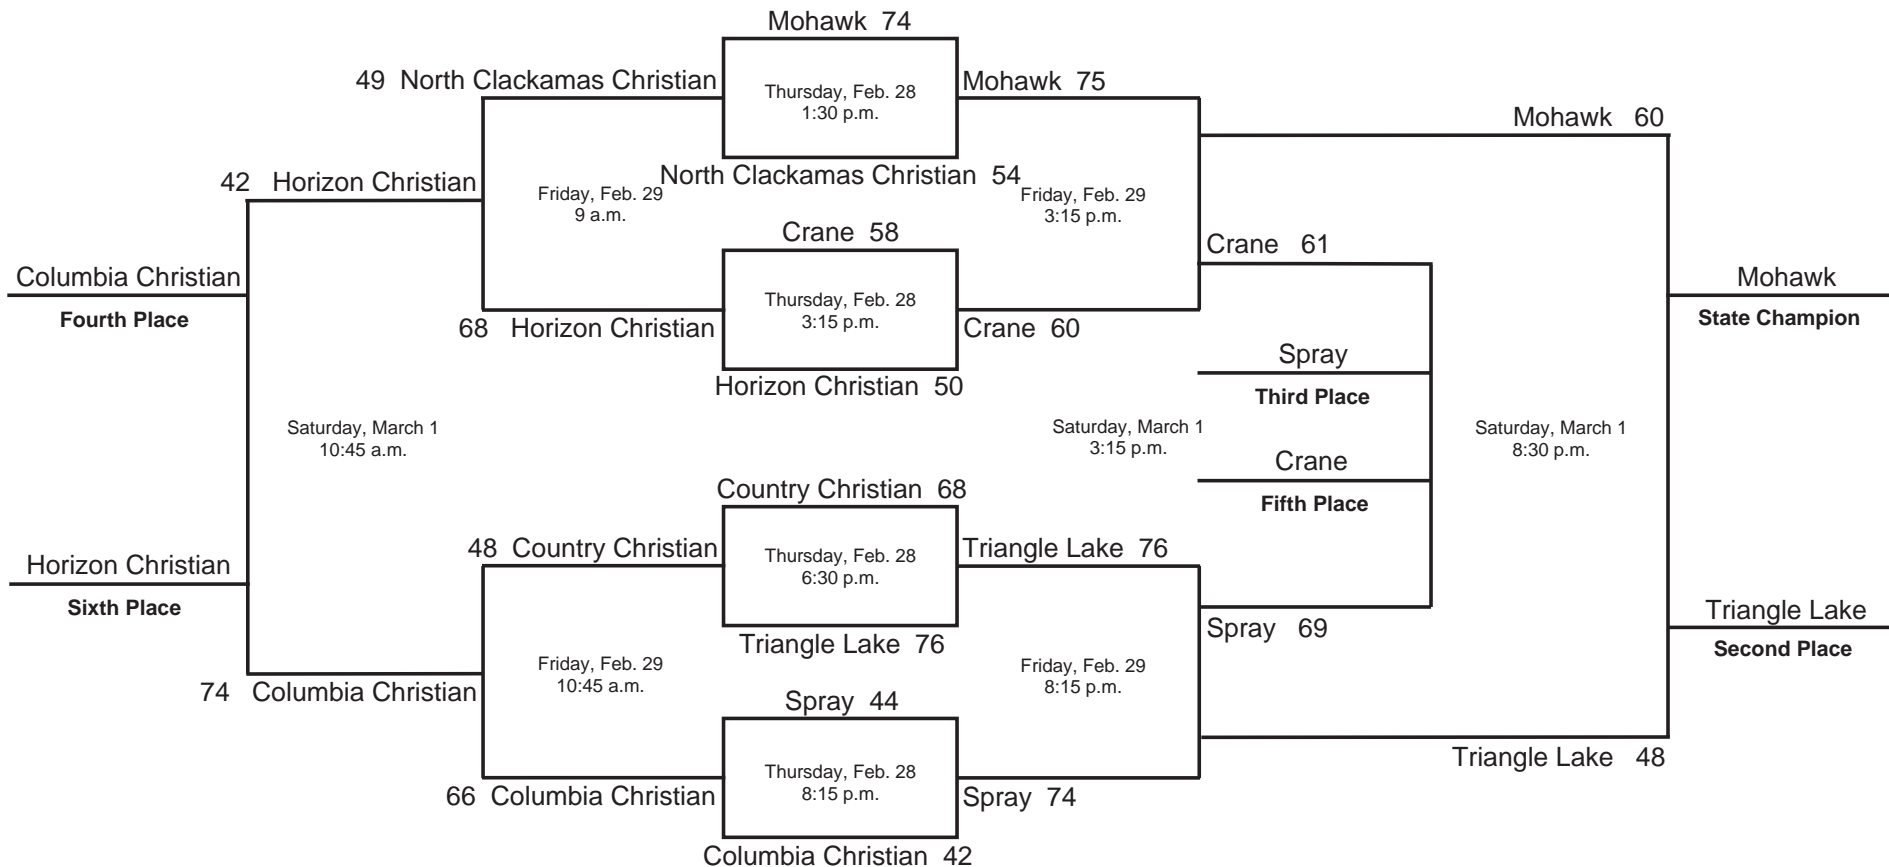 Mohawk 74
49 North Clackamas Christian
Thursday, Feb. 28
1:30 p.m.
Mohawk 75
Mohawk 60
North Clackamas Christian 54
42 Horizon Christian
Friday, Feb. 29
9 a.m.
Friday, Feb. 29
3:15 p.m.
Crane 58
Crane 61
Columbia Christian
Fourth Place
Mohawk
State Champion
68 Horizon Christian
Thursday, Feb. 28
3:15 p.m.
Crane 60
Spray
Third Place
Horizon Christian 50
Saturday, March 1
10:45 a.m.
Saturday, March 1
3:15 p.m.
Saturday, March 1
8:30 p.m.
Crane
Fifth Place
Country Christian 68
48 Country Christian
Thursday, Feb. 28
6:30 p.m.
Triangle Lake 76
Horizon Christian
Sixth Place
Triangle Lake 76
Spray 69
Triangle Lake
Second Place
Friday, Feb. 29
10:45 a.m.
Friday, Feb. 29
8:15 p.m.
74 Columbia Christian
Spray 44
Triangle Lake 48
66 Columbia Christian
Thursday, Feb. 28
8:15 p.m.
Spray 74
Columbia Christian 42